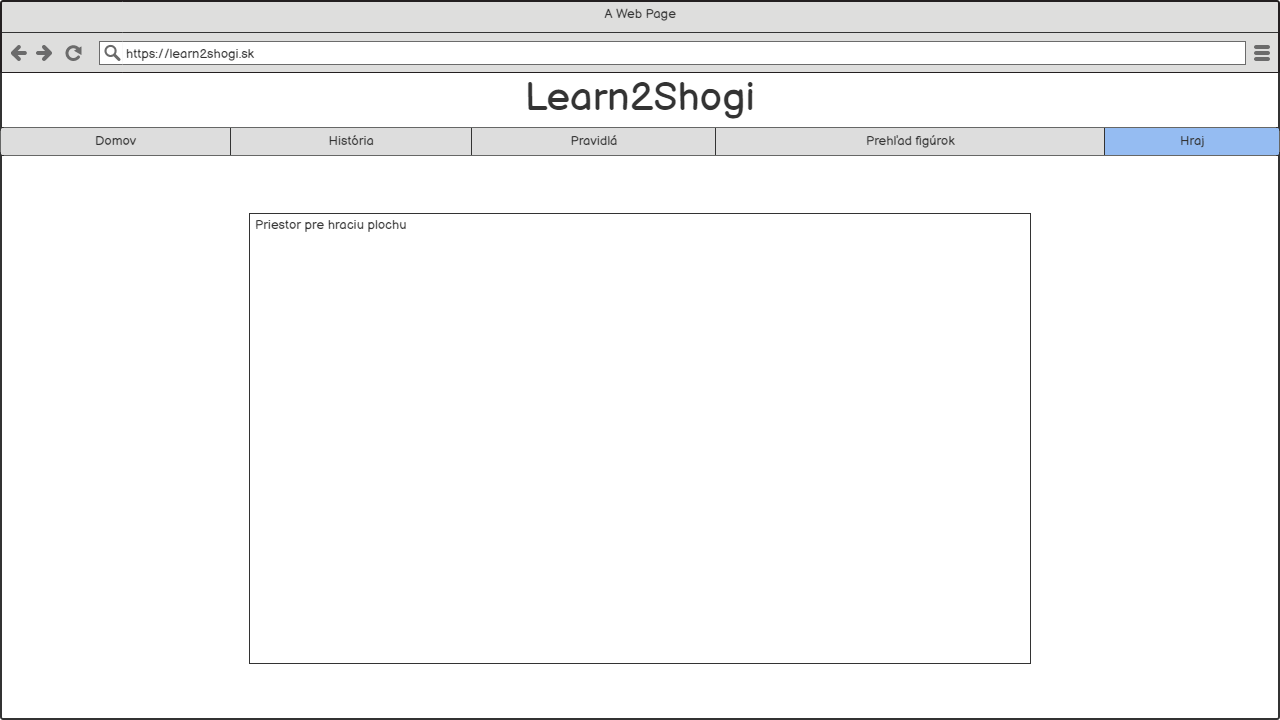 A Web Page
https://learn2shogi.sk
Learn2Shogi
Domov História Pravidlá Prehľad figúrok Hraj
Priestor pre hraciu plochu